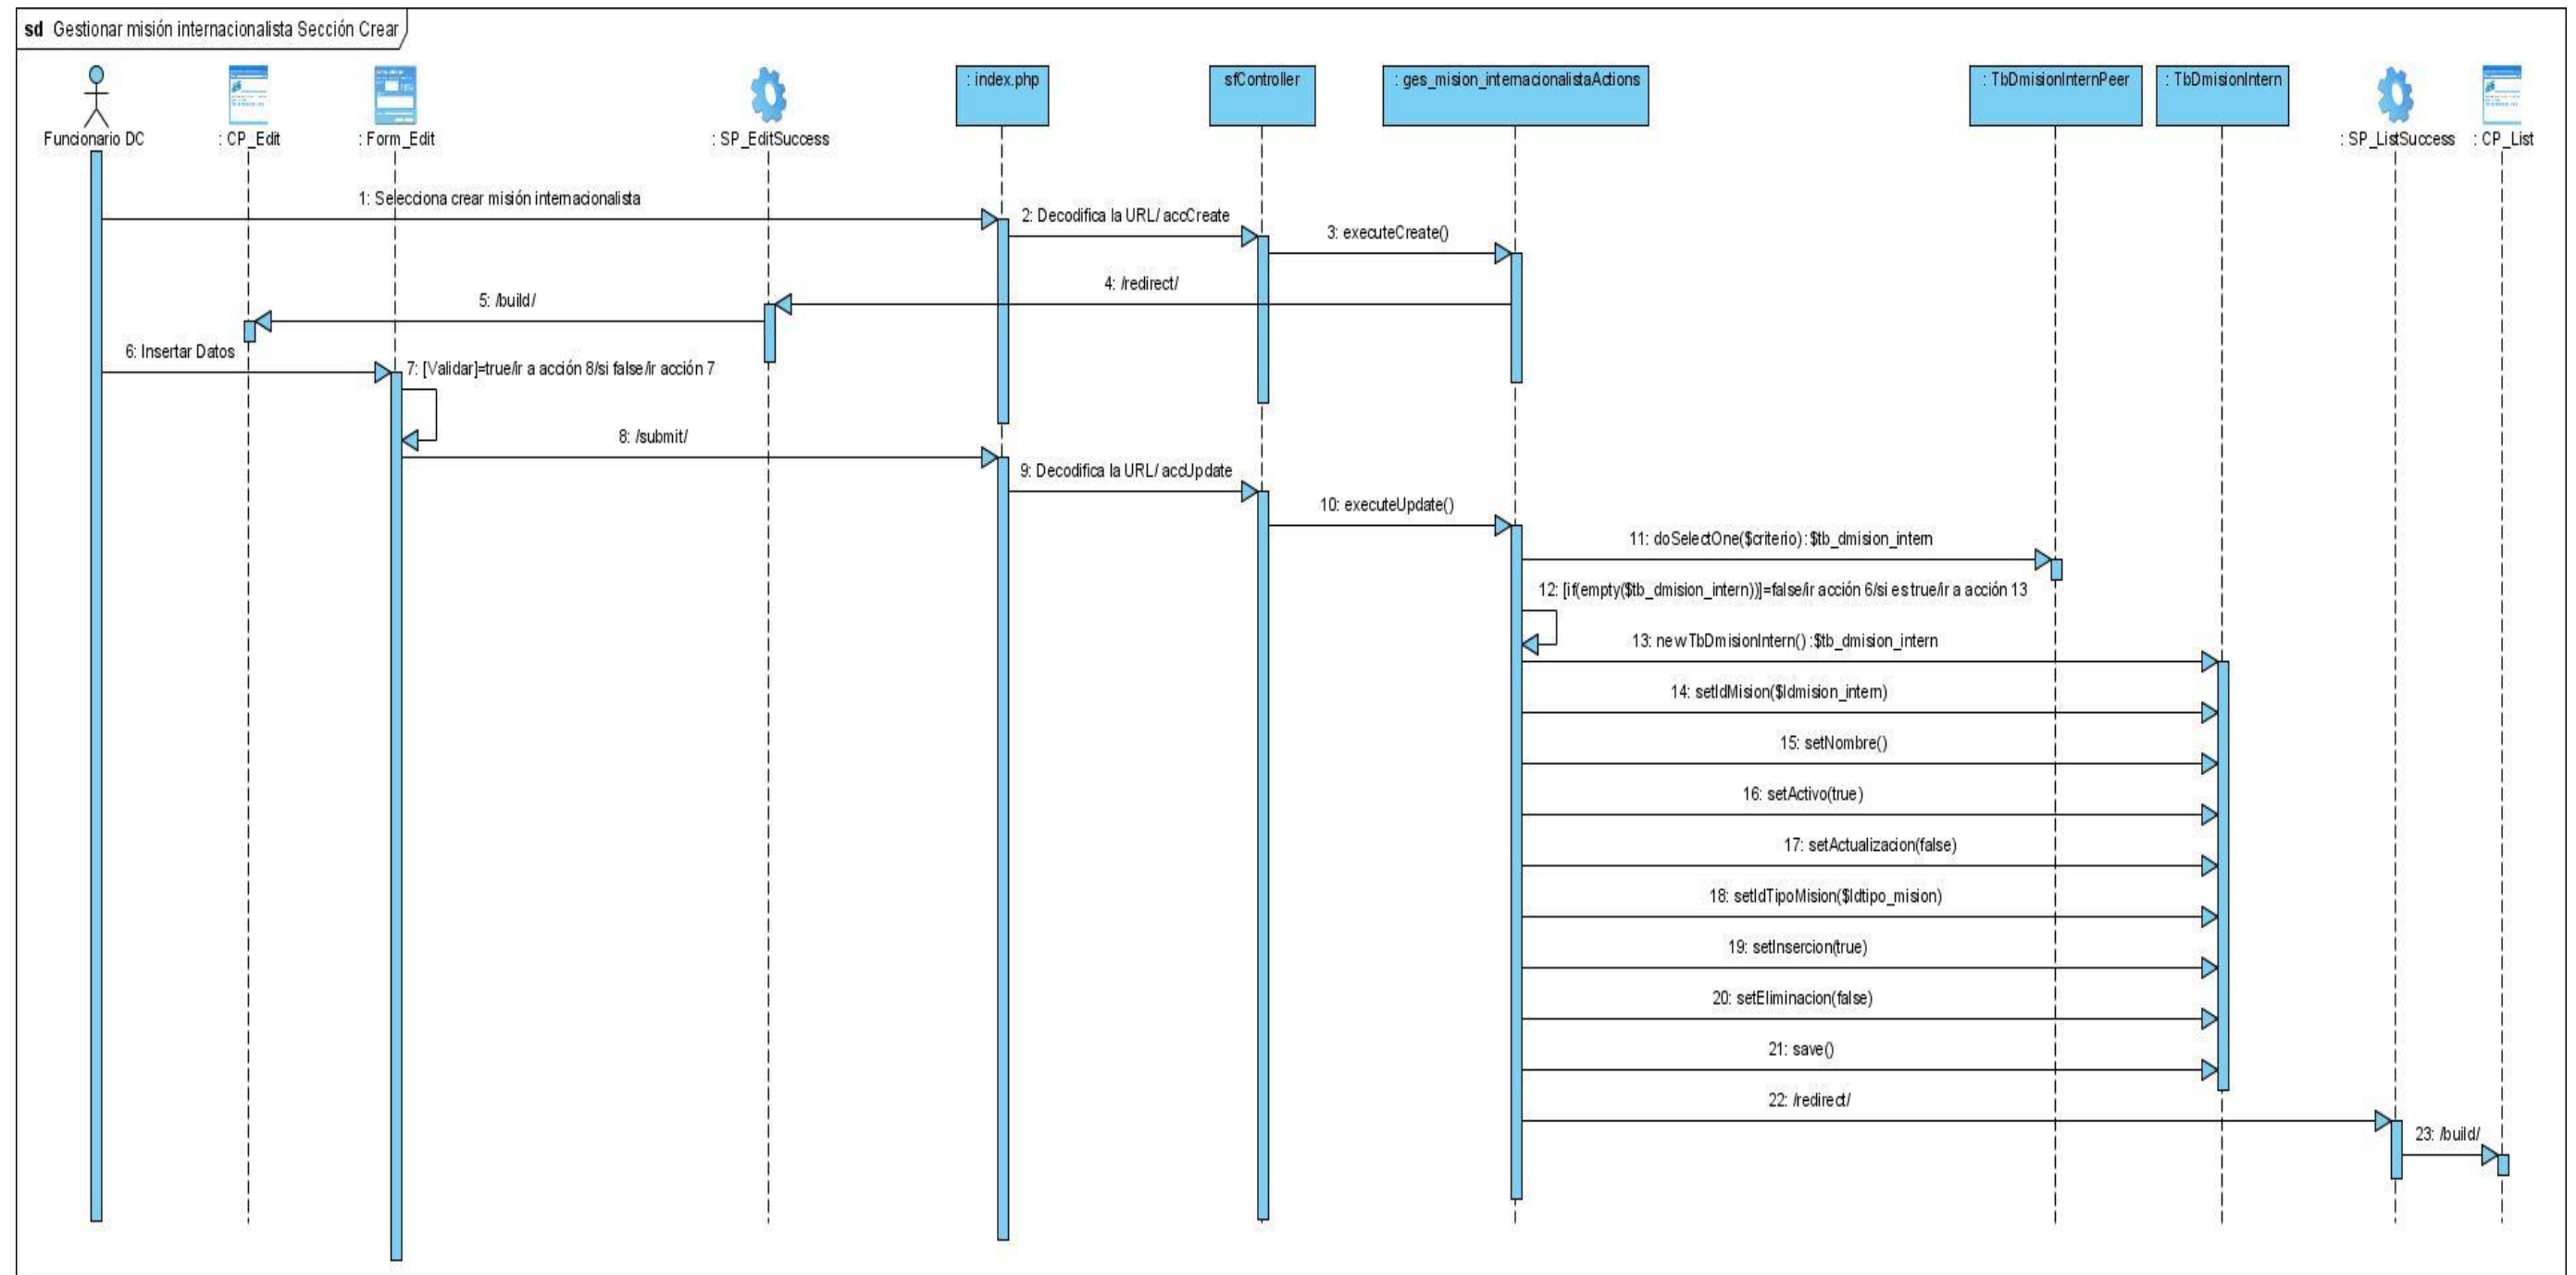 sd Gestionar misión internacionalista Sección Crear
Funcionario DC
: CP_Edit
: Form_Edit
: SP_EditSuccess
: index.php
sfController
: ges_mision_internacionalistaActions
: TbDmisionInternPeer
: TbDmisionIntern
: SP_ListSuccess
: CP_List
1: Selecciona crear misión internacionalista
2: Decodifica la URL/ accCreate
3: executeCreate()
4: /redirect/
5: /build/
6: Insertar Datos
7: [Validar]=true/ir a acción 8/si false/ir acción 7
8: /submit/
9: Decodifica la URL/ accUpdate
10: executeUpdate()
11: doSelectOne($criterio):$tb_dmision_intern
12: [if(empty($tb_dmision_intern))]=false/ir acción 6/si es true/ir a acción 13
13: new TbDmisionIntern() :$tb_dmision_intern
14: setIdMision($Idmision_intern)
15: setNombre()
16: setActivo(true)
17: setActualizacion(false)
18: setIdTipoMision($Idtipo_mision)
19: setInsercion(true)
20: setEliminacion(false)
21: save()
22: /redirect/
23: /build/